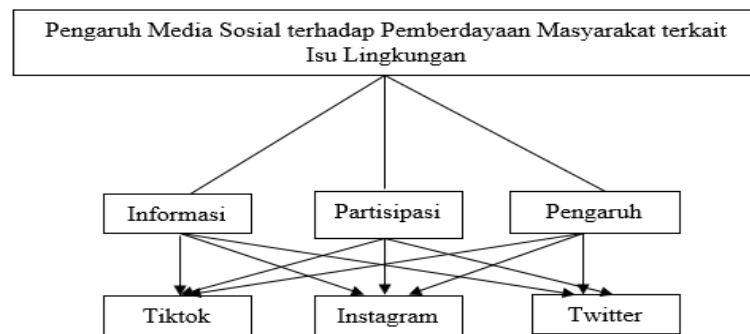 Pengaruh Media Sosial terhadap Pemberdayaan Masyarakat terkait
Isu Lingkungan
Informasi
Partisipasi
Pengaruh
Tiktok
Instagram
Twitter